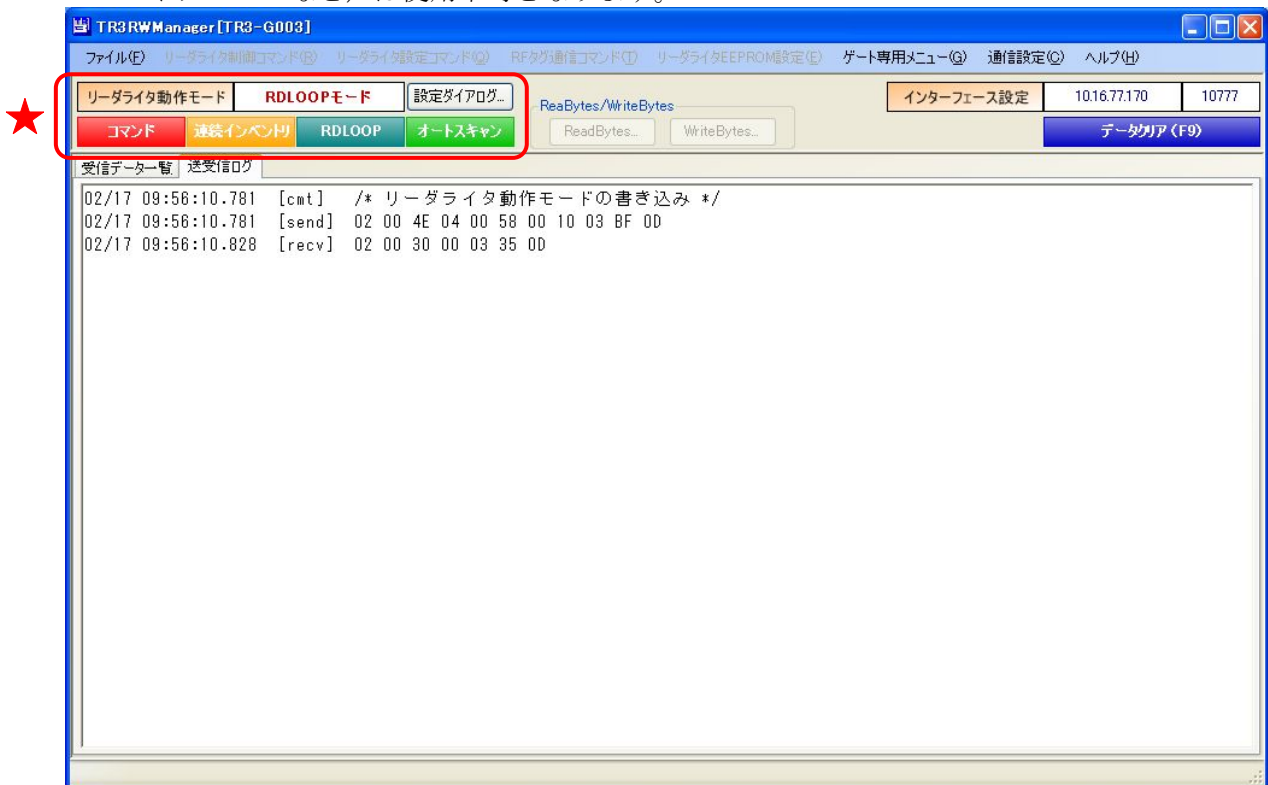 TR3RWManager[TR3-G003]
ファイル(F) リーダライタ制御コマンド(R) リーダライタ設定コマンド(Q) RFタグ通信コマンド(T) リーダライタEEPROM設定(E) ゲート専用メニュー(G) 通信設定(C) ヘルプ(H)
リーダライタ動作モード RDLOOPモード 設定ダイアログ... ReaBytes/WriteBytes インターフェース設定 10.16.77.170 10777
コマンド 連続インベントリ RDLOOP オートスキャン ReadBytes... WriteBytes... データクリア(F9)
受信データ一覧 送受信ログ
02/17 09:56:10.781 [cmt] /* リーダライタ動作モードの書き込み */
02/17 09:56:10.781 [send] 02 00 4E 04 00 58 00 10 03 BF 0D
02/17 09:56:10.828 [recv] 02 00 30 00 03 35 0D